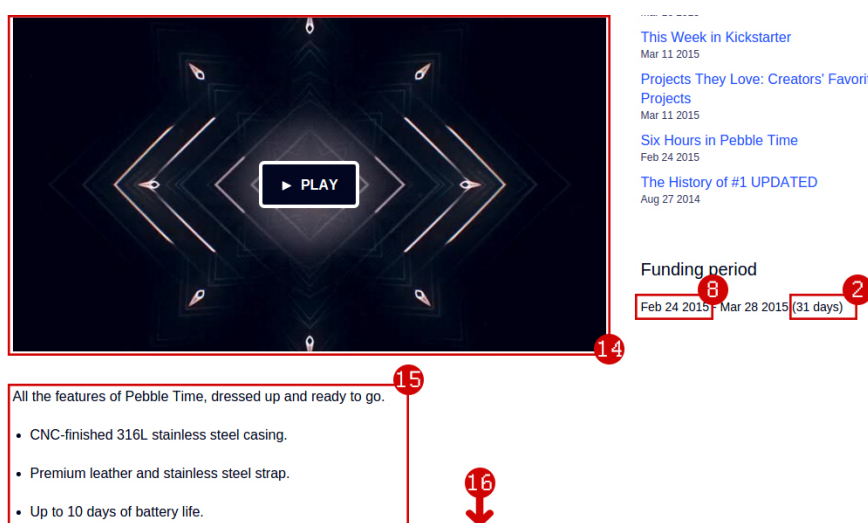 This Week in Kickstarter
Mar 11 2015
Projects They Love: Creators' Favorit
Projects
Mar 11 2015
Six Hours in Pebble Time
Feb 24 2015
The History of #1 UPDATED
Aug 27 2014
► PLAY
Funding period
8
2
Feb 24 2015 - Mar 28 2015 (31 days)
14
15
All the features of Pebble Time, dressed up and ready to go.
• CNC-finished 316L stainless steel casing.
• Premium leather and stainless steel strap.
16
• Up to 10 days of battery life.